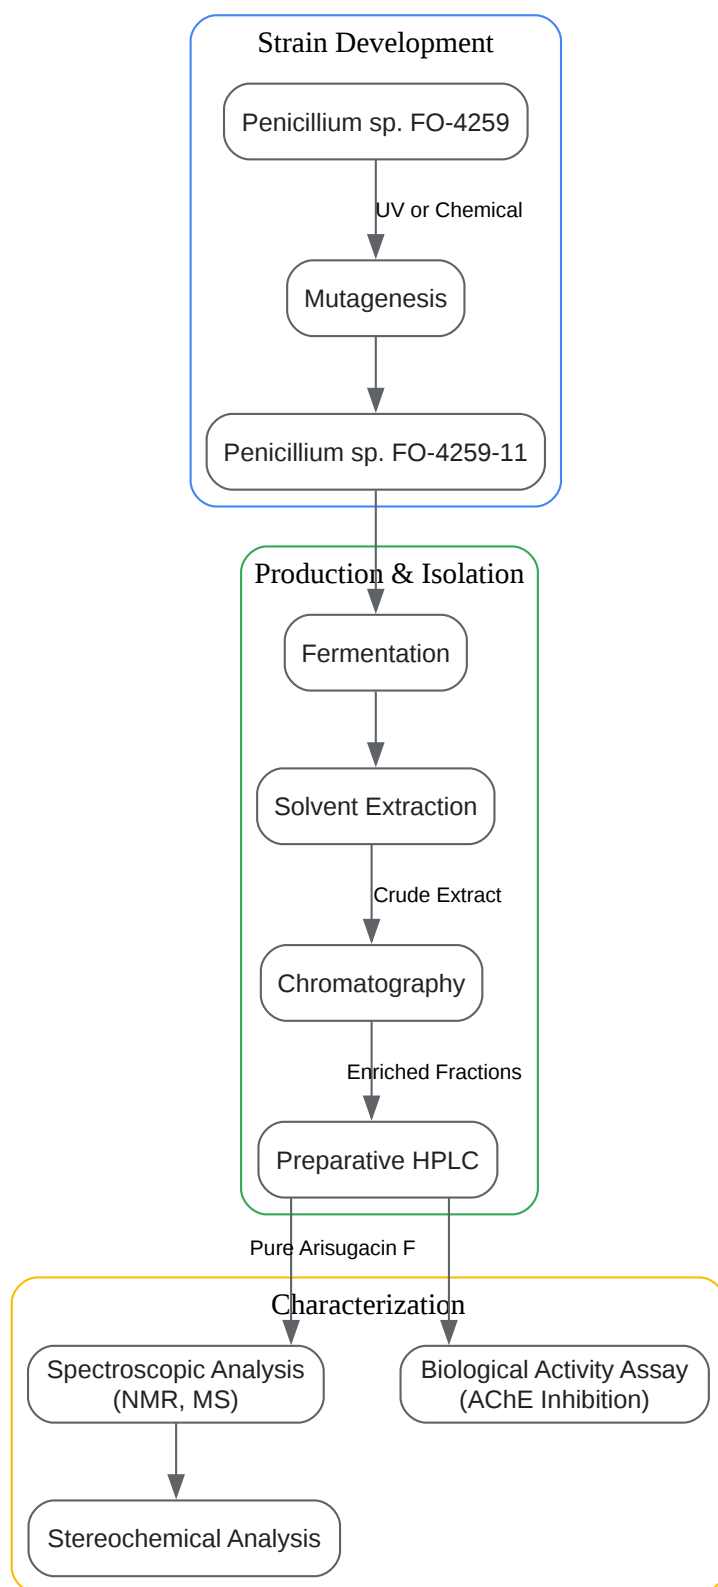 Strain Development
Penicillium sp. FO-4259
UV or Chemical
Mutagenesis
Penicillium sp. FO-4259-11
Production & Isolation
Fermentation
Solvent Extraction
Crude Extract
Chromatography
Enriched Fractions
Preparative HPLC
Pure Arisugacin F
Characterization
Spectroscopic Analysis
(NMR, MS)
Biological Activity Assay
(AChE Inhibition)
Stereochemical Analysis